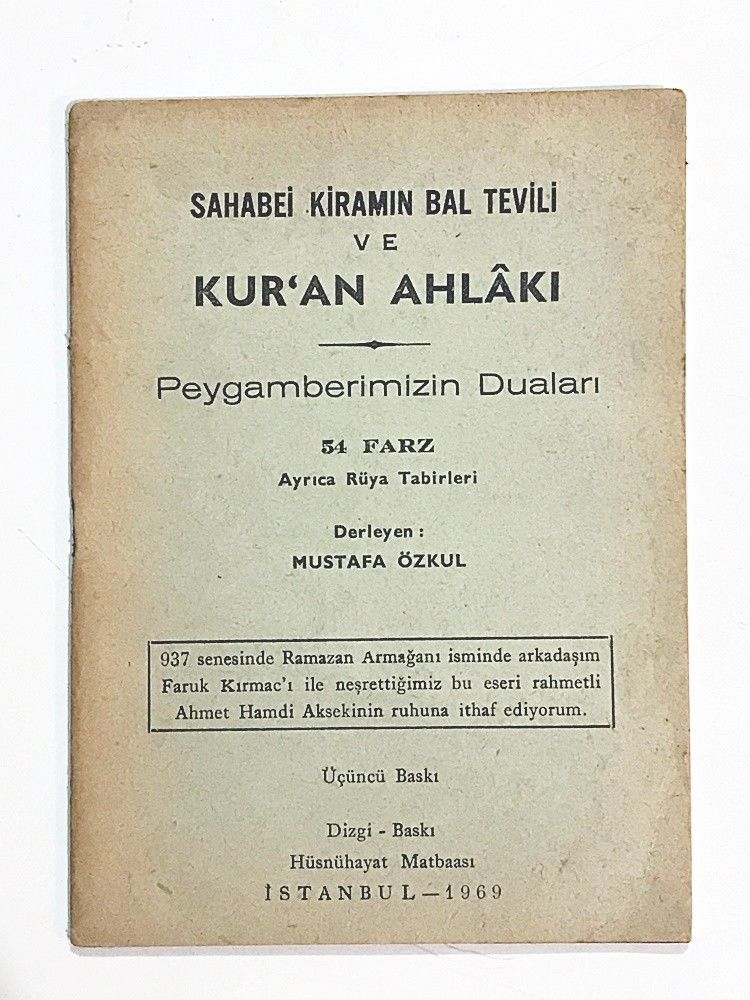 SAHABEİ KİRAMIN BAL TEVİLİ
VE
KUR'AN AHLÂKI
Peygamberimizin Duaları
54 FARZ
Ayrıca Rüya Tabirleri
Derleyen :
MUSTAFA ÖZKUL
937 senesinde Ramazan Armağanı isminde arkadaşım
Faruk Kırmac'ı ile neşrettiğimiz bu eseri rahmetli
Ahmet Hamdi Aksekinin ruhuna ithaf ediyorum.
Üçüncü Baskı
Dizgi - Baskı
Hüsnühayat Matbaası
İSTANBUL — 1969